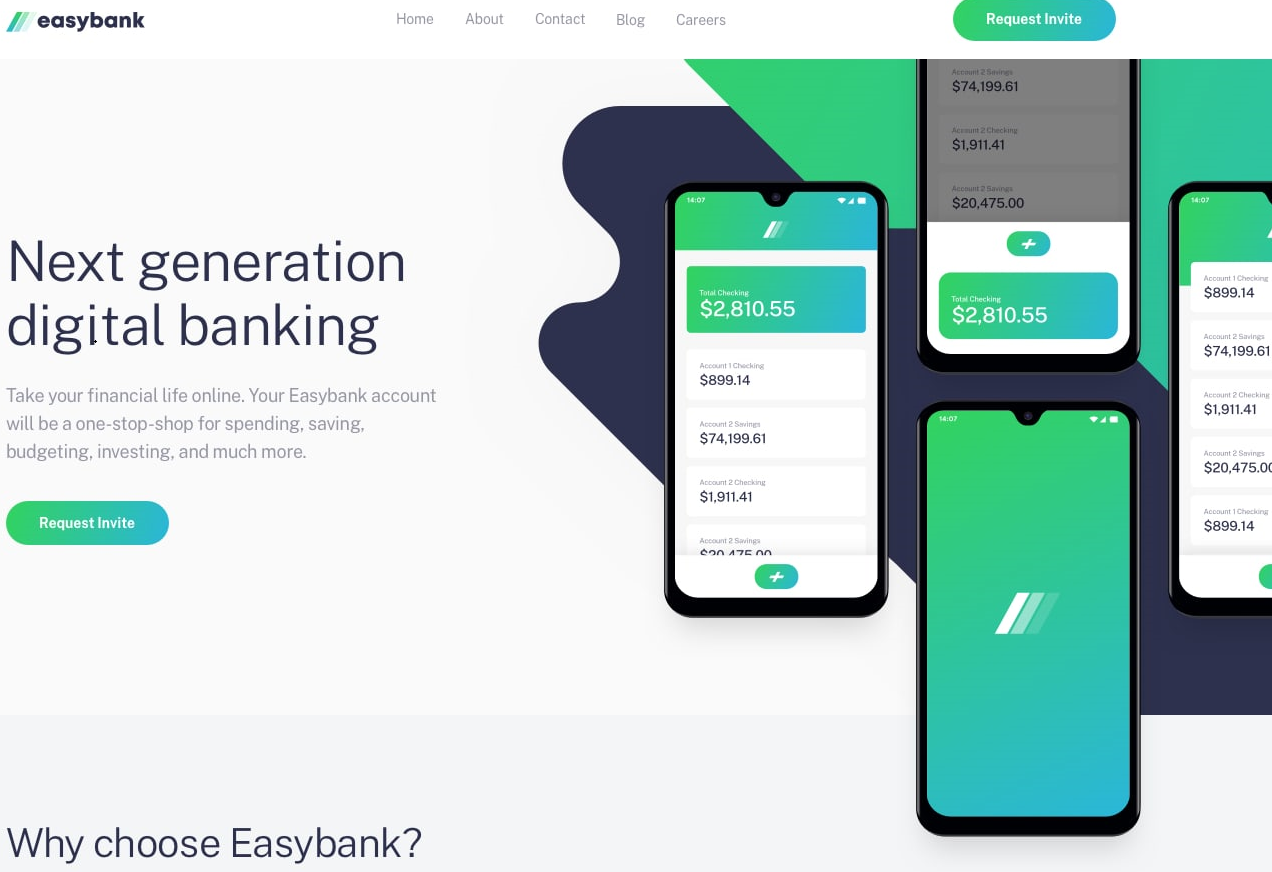 easybank
Home About Contact Blog Careers
Request Invite
Next generation
digital banking
Take your financial life online. Your Easybank account
will be a one-stop-shop for spending, saving,
budgeting, investing, and much more.
Request Invite
14:07
Total Checking
$2,810.55
Account 1 Checking
$899.14
Account 2 Savings
$74,199.61
Account 2 Checking
$1,911.41
Account 2 Savings
$20,475.00
Account 2 Savings
$74,199.61
Account 2 Checking
$1,911.41
Account 2 Savings
$20,475.00
Total Checking
$2,810.55
14:07
14:07
Account 1 Checking
$899.14
Account 2 Savings
$74,199.61
Account 2 Checking
$1,911.41
Account 2 Savings
$20,475.00
Account 1 Checking
$899.14
Why choose Easybank?